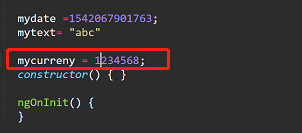 mydate =1542067901763;
mytext= "abc"
mycurreny = 1234568;
constructor() { }
ngOnInit() {
}